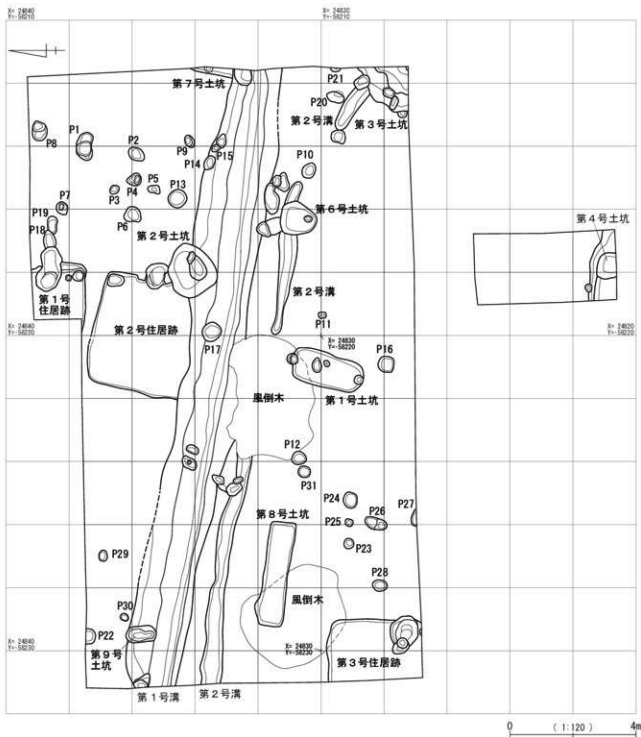 X= 24840
Y=-58210
X= 24830
Y=-58210
第7号土坑
P21
P20
第2号溝
第3号土坑
P8
P1
P2
P9
P15
P14
P10
P3
P4
P5
P13
P7
P6
P19
P18
第2号土坑
第6号土坑
第4号土坑
第1号
住居跡
第2号溝
第2号住居跡
P11
X= 24840
Y=-58220
X= 24830
Y=-58220
X= 24820
Y=-58220
P17
P16
第1号土坑
風倒木
P12
P31
P24
P25
P26
P27
第8号土坑
P23
P29
P28
風倒木
P30
P22
第9号
土坑
X= 24840
Y=-58230
X= 24830
Y=-58230
第3号住居跡
第1号溝
第2号溝
0
( 1:120 )
4m